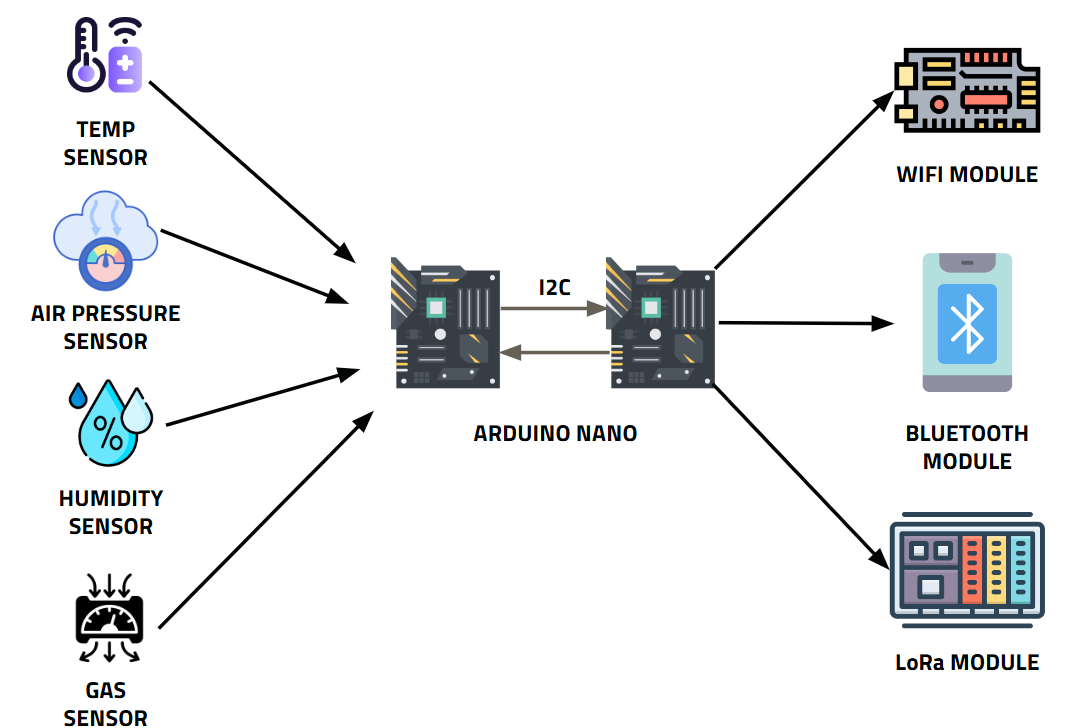 TEMP
SENSOR
AIR PRESSURE
SENSOR
HUMIDITY
SENSOR
GAS
SENSOR
I2C
ARDUINO NANO
WIFI MODULE
BLUETOOTH
MODULE
LoRa MODULE